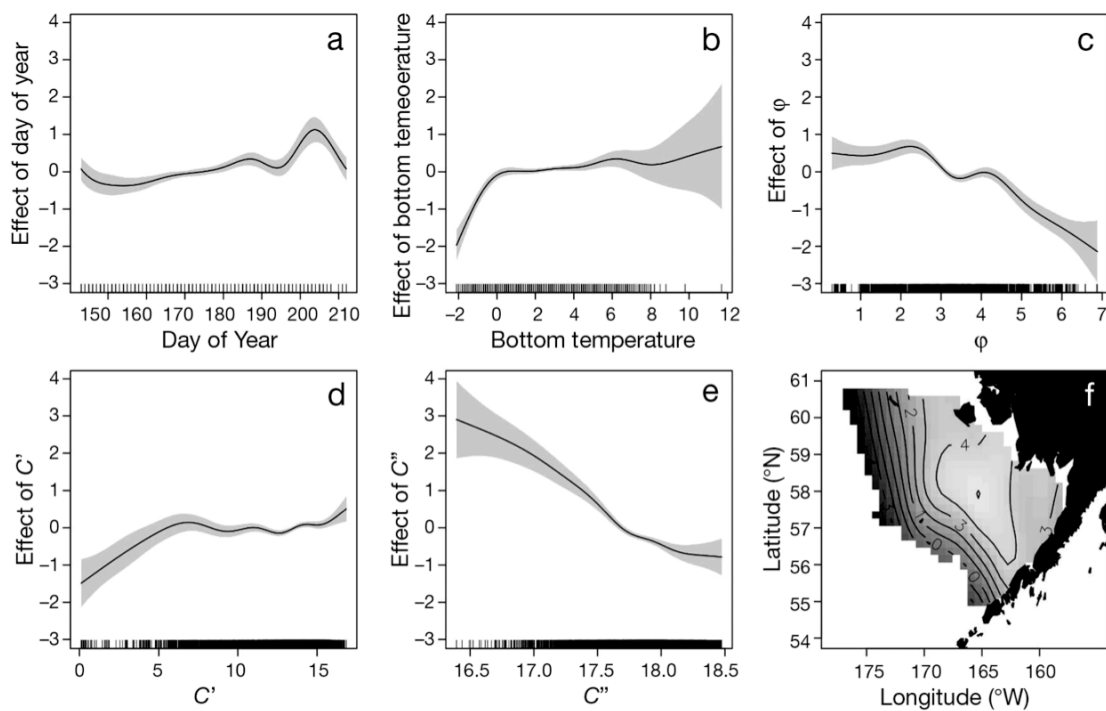 a
4
3
2
1
0
−1
−2
−3
Effect of day of year
150 160 170 180 190 200 210
Day of Year
b
4
3
2
1
0
−1
−2
−3
Effect of bottom temeoerature
−2 0 2 4 6 8 10 12
Bottom temperature
c
4
3
2
1
0
−1
−2
−3
Effect of φ
1 2 3 4 5 6 7
φ
d
4
3
2
1
0
−1
−2
−3
Effect of C’
0 5 10 15
C’
e
4
3
2
1
0
−1
−2
−3
Effect of C”
16.5 17.0 17.5 18.0 18.5
C”
f
61
60
59
58
57
56
55
54
Latitude (°N)
2
4
3
3
0
0
175 170 165 160
Longitude (°W)